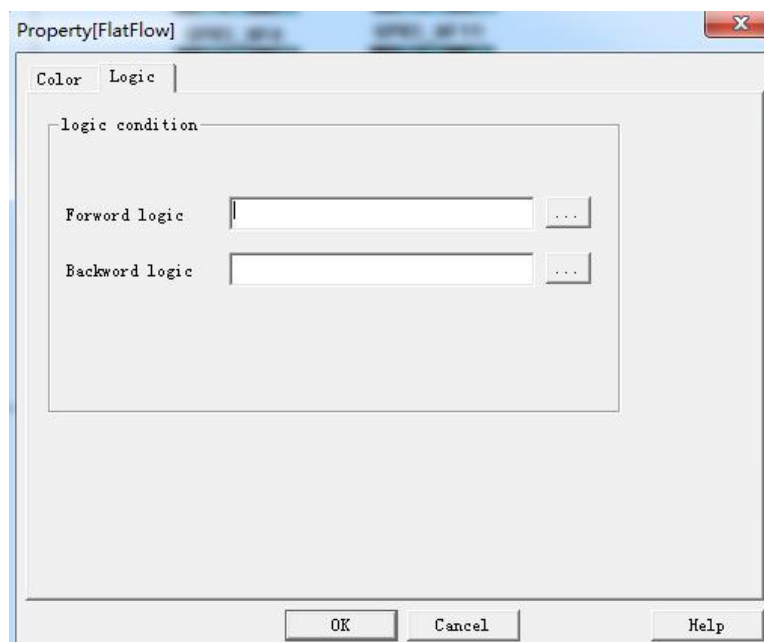 Property[FlatFlow]
Color Logic
logic condition
Forword logic
...
Backword logic
...
OK Cancel Help